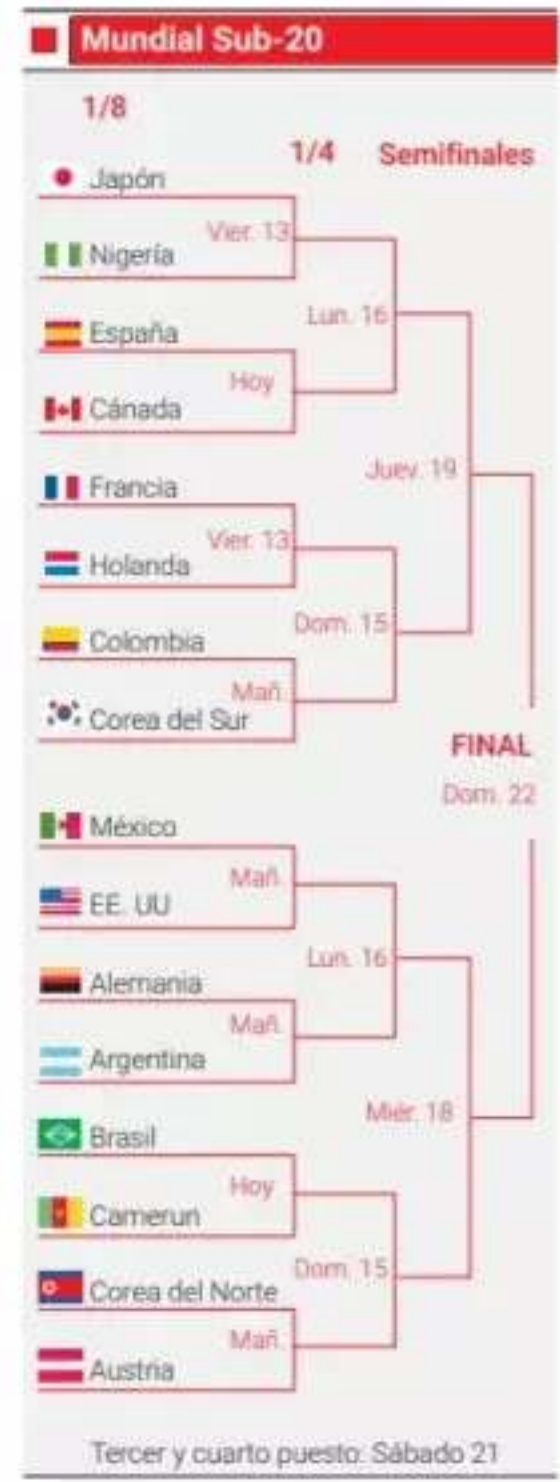 Mundial Sub-20
1/8
1/4 Semifinales
Japón
Vier. 13
Nigería
Lun. 16
España
Hoy
Cánada
Juev. 19
Francia
Vier. 13
Holanda
Dom. 15
Colombia
Mañ.
Corea del Sur
FINAL
Dom. 22
México
Mañ.
EE. UU
Lun. 16
Alemania
Mañ.
Argentina
Miér. 18
Brasil
Hoy
Camerun
Dom. 15
Corea del Norte
Mañ.
Austria
Tercer y cuarto puesto: Sábado 21